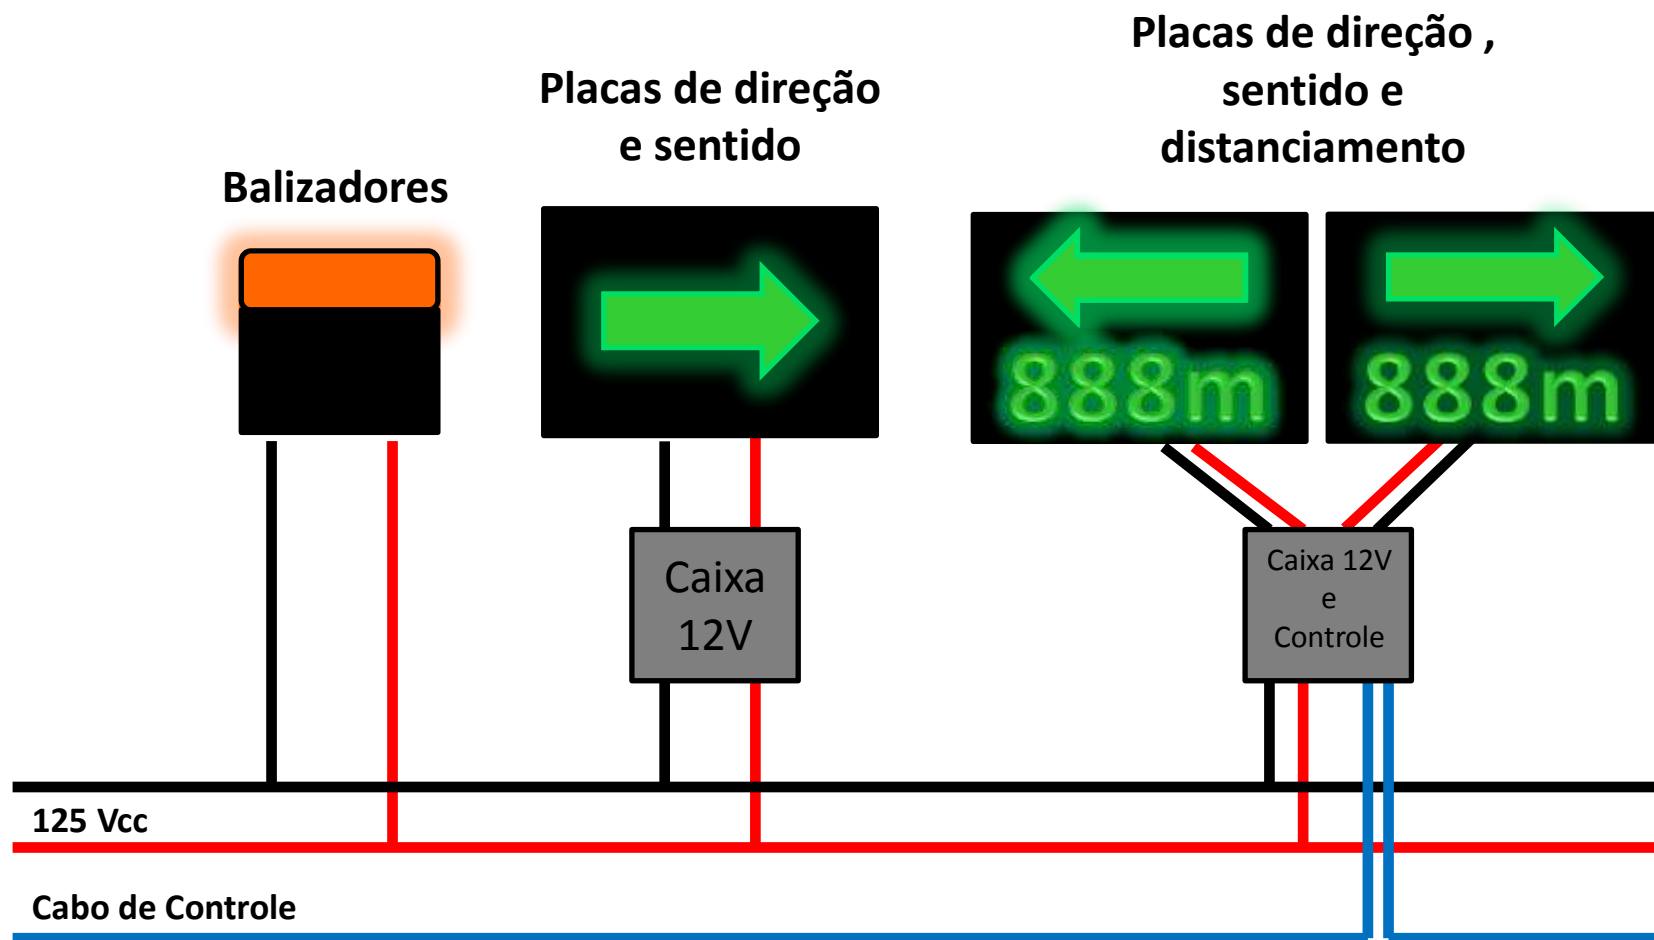 Placas de direção ,
sentido e
distanciamento
Placas de direção
e sentido
Balizadores
888m
888m
Caixa
12V
Caixa 12V
e
Controle
125 Vcc
Cabo de Controle